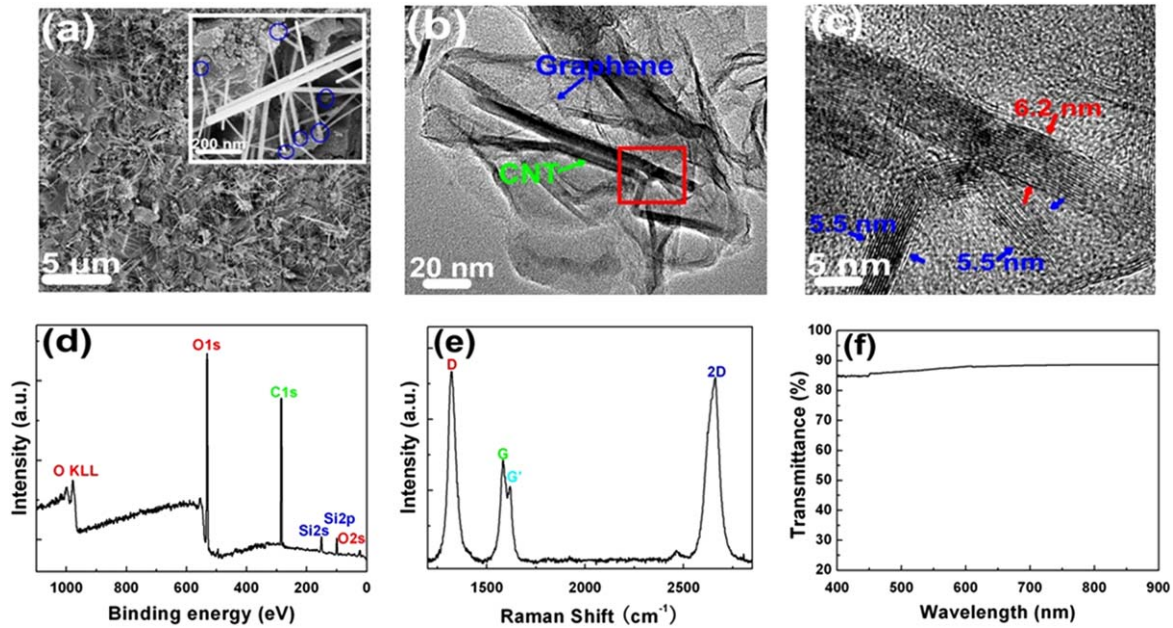 (a)
200 nm
5 μm
(b)
Graphene
CNT
20 nm
(c)
6.2 nm
5.5 nm
5.5 nm
5 nm
(d)
O1s
C1s
O KLL
Si2p
Si2s
O2s
Intensity (a.u.)
1000 800 600 400 200 0
Binding energy (eV)
(e)
D
2D
G
G'
Intensity (a.u.)
1500 2000 2500
Raman Shift (cm-1)
(f)
100
90
80
70
60
50
40
30
20
Transmittance (%)
400 500 600 700 800 900
Wavelength (nm)